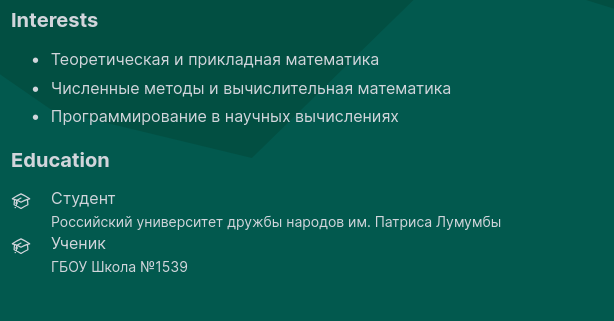 Interests
• Теоретическая и прикладная математика
• Численные методы и вычислительная математика
• Программирование в научных вычислениях
Education
Студент
Российский университет дружбы народов им. Патриса Лумумбы
Ученик
ГБОУ Школа №1539